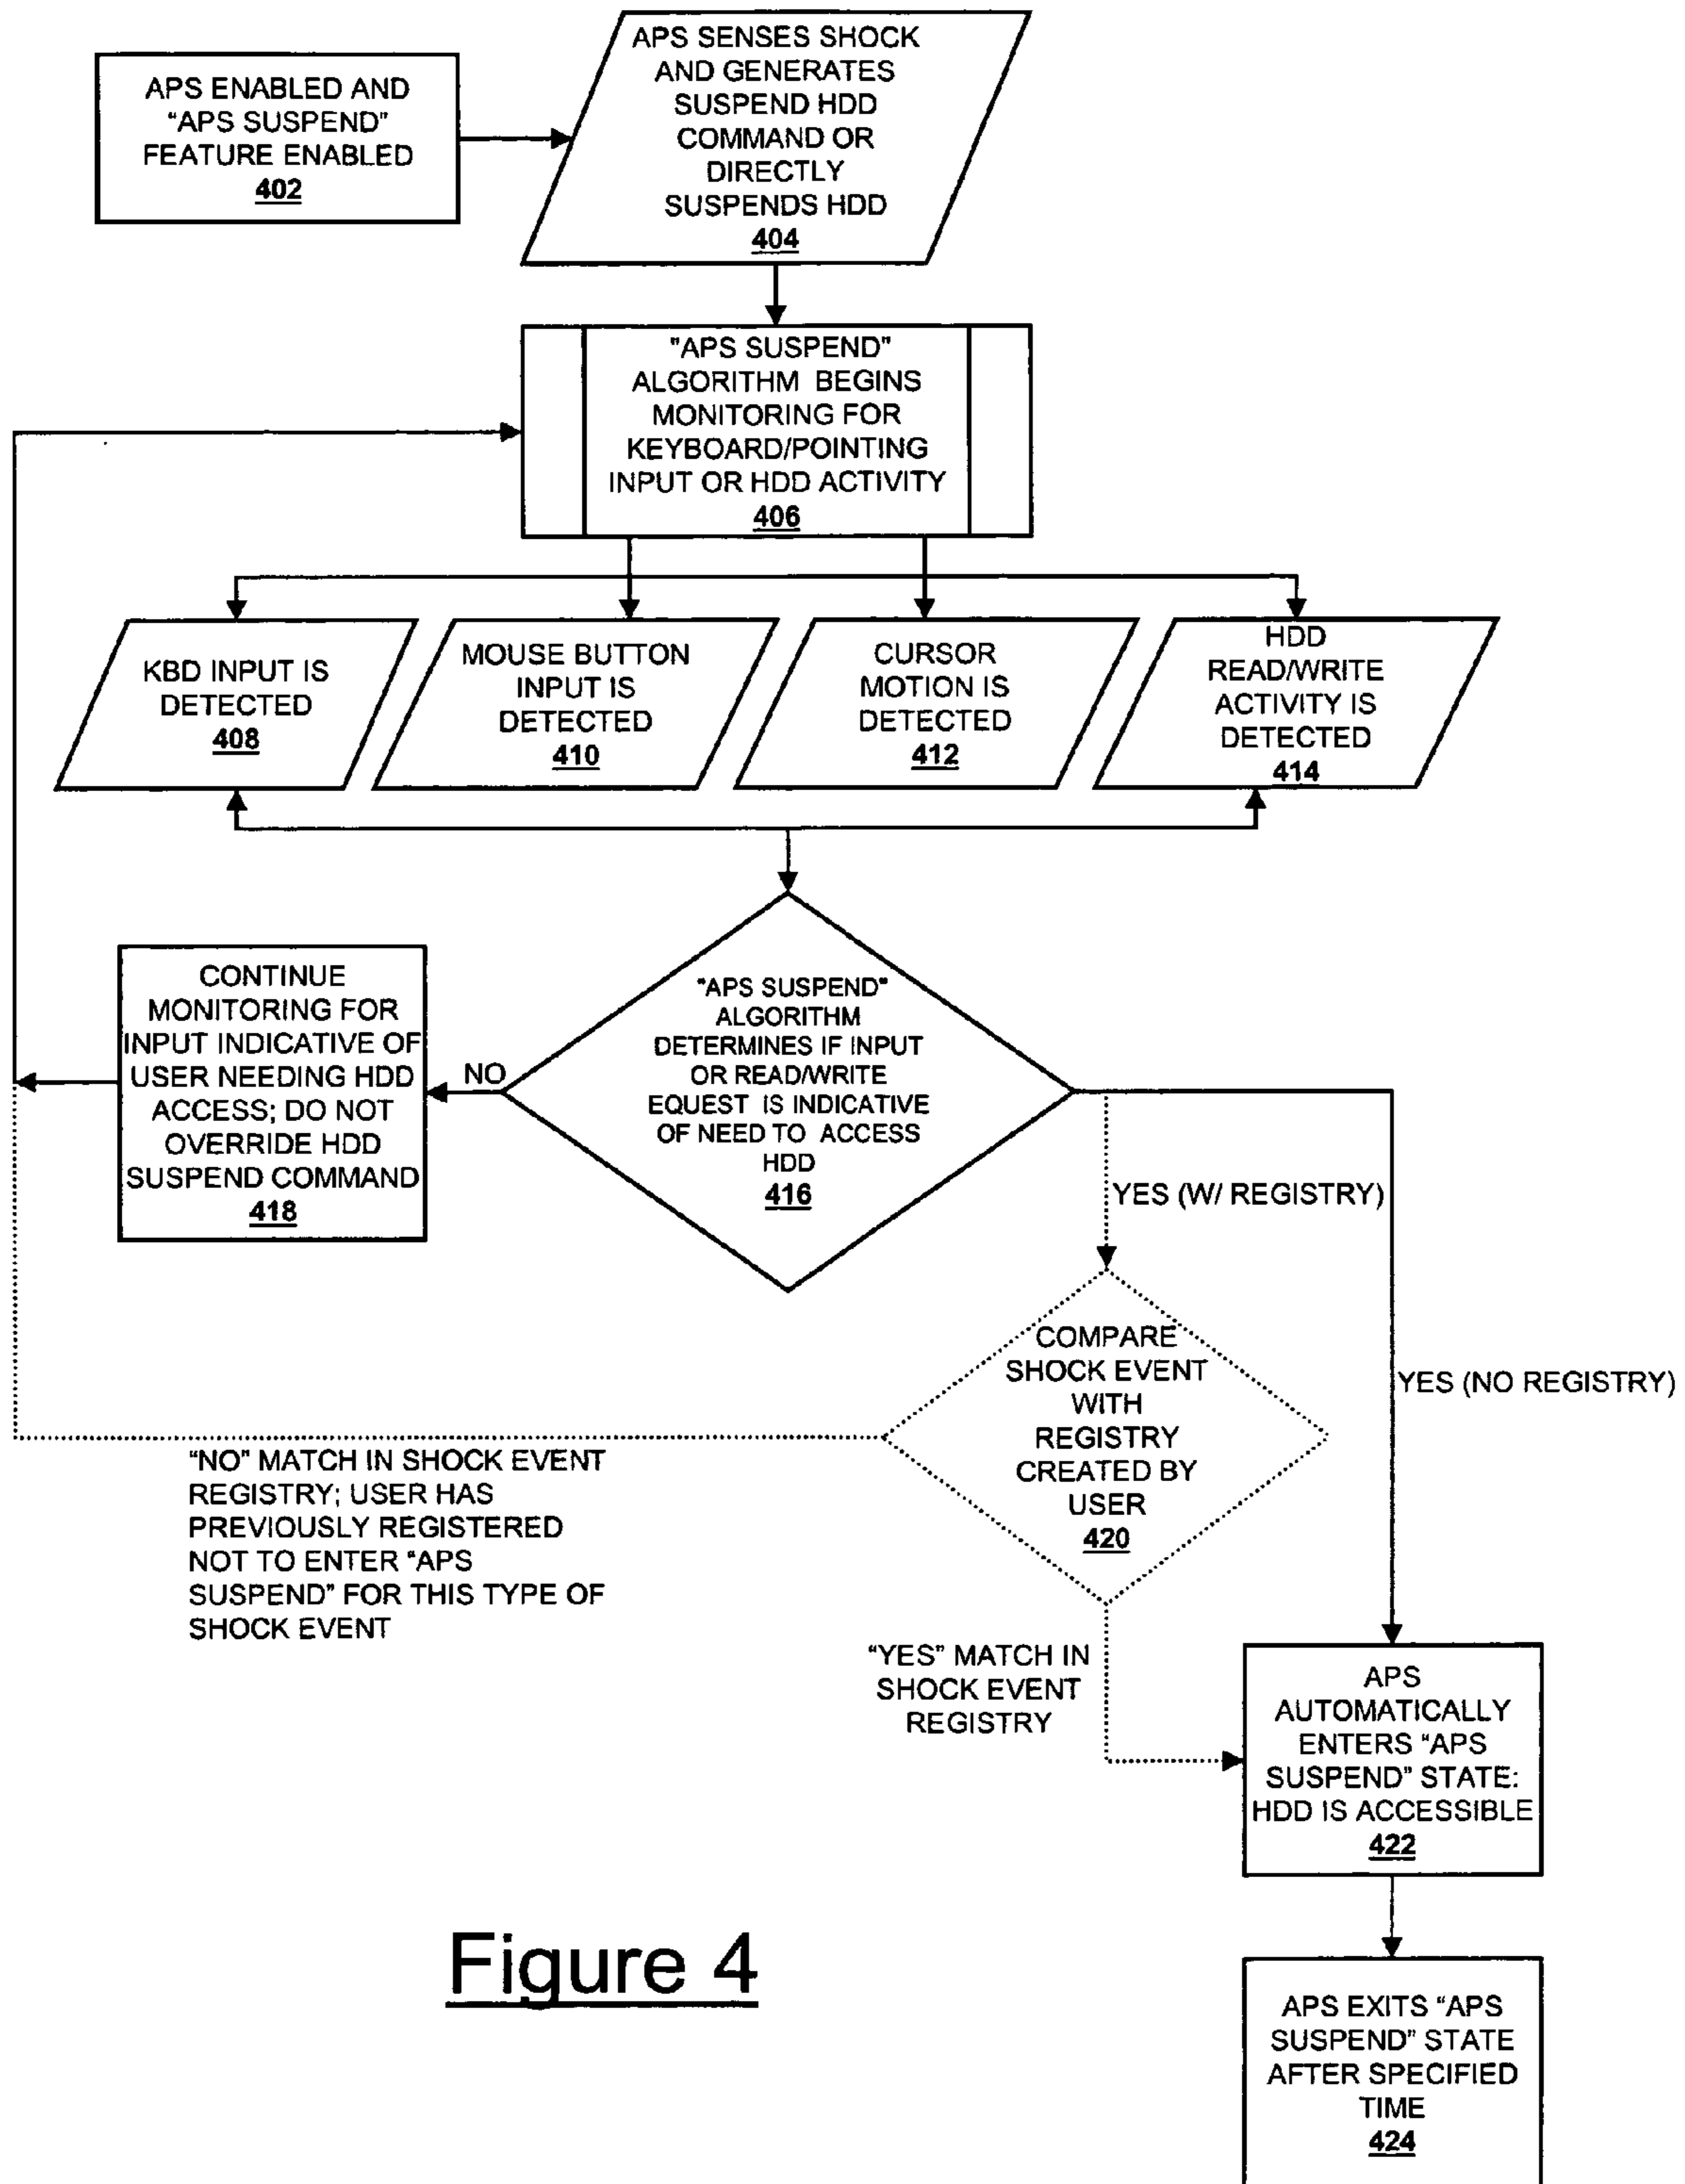 APS ENABLED AND
"APS SUSPEND"
FEATURE ENABLED
402
APS SENSES SHOCK
AND GENERATES
SUSPEND HDD
COMMAND OR
DIRECTLY
SUSPENDS HDD
404
"APS SUSPEND"
ALGORITHM BEGINS
MONITORING FOR
KEYBOARD/POINTING
INPUT OR HDD ACTIVITY
406
KBD INPUT IS
DETECTED
408
MOUSE BUTTON
INPUT IS
DETECTED
410
CURSOR
MOTION IS
DETECTED
412
HDD
READ/WRITE
ACTIVITY IS
DETECTED
414
CONTINUE
MONITORING FOR
INPUT INDICATIVE OF
USER NEEDING HDD
ACCESS; DO NOT
OVERRIDE HDD
SUSPEND COMMAND
418
NO
"APS SUSPEND"
ALGORITHM
DETERMINES IF INPUT
OR READ/WRITE
EQUEST IS INDICATIVE
OF NEED TO ACCESS
HDD
416
YES (W/ REGISTRY)
COMPARE
SHOCK EVENT
WITH
REGISTRY
CREATED BY
USER
420
YES (NO REGISTRY)
"NO" MATCH IN SHOCK EVENT
REGISTRY; USER HAS
PREVIOUSLY REGISTERED
NOT TO ENTER "APS
SUSPEND" FOR THIS TYPE OF
SHOCK EVENT
"YES" MATCH IN
SHOCK EVENT
REGISTRY
APS
AUTOMATICALLY
ENTERS "APS
SUSPEND" STATE:
HDD IS ACCESSIBLE
422
APS EXITS "APS
SUSPEND" STATE
AFTER SPECIFIED
TIME
424
Figure 4